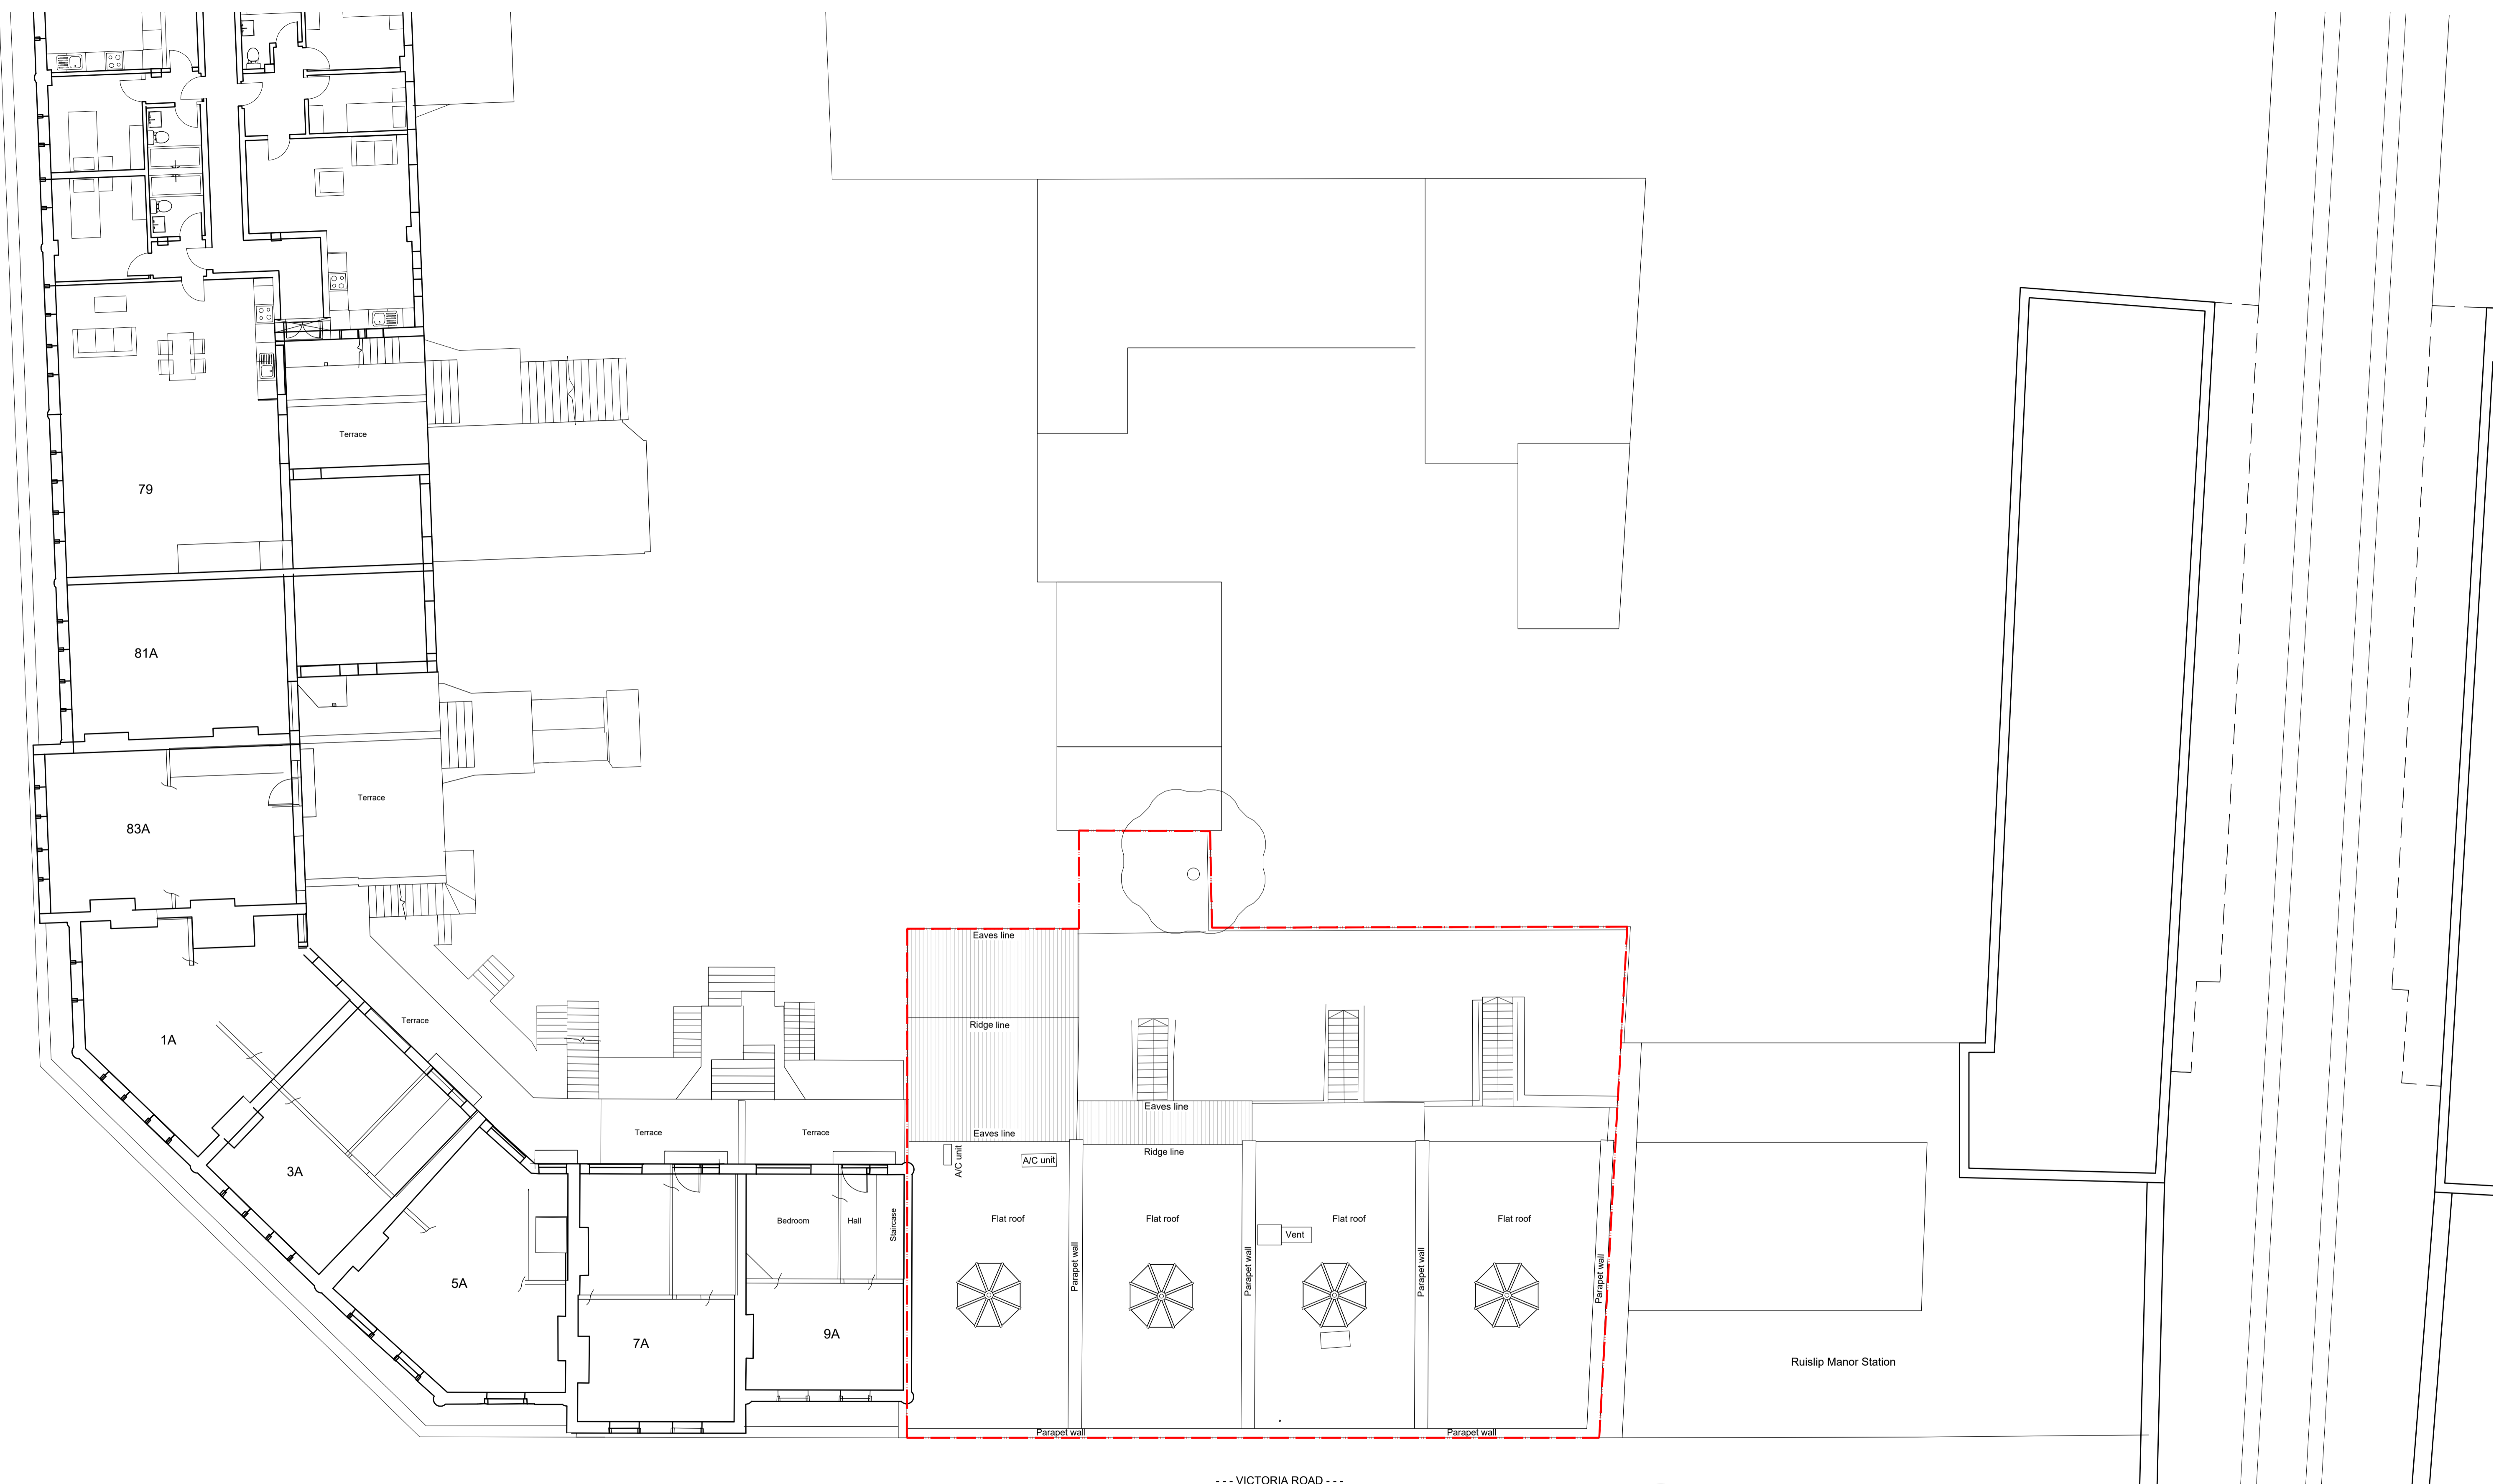 Terrace
79
81A
Terrace
83A
Eaves line
Terrace
1A
Ridge line
Eaves line
Terrace
Terrace
Eaves line
Ridge line
A/C unit
A/C unit
3A
Bedroom
Hall
Staircase
Flat roof
Flat roof
Flat roof
Flat roof
Vent
Parapet wall
Parapet wall
Parapet wall
Parapet wall
5A
7A
9A
Ruislip Manor Station
Parapet wall
Parapet wall
- - - VICTORIA ROAD - - -